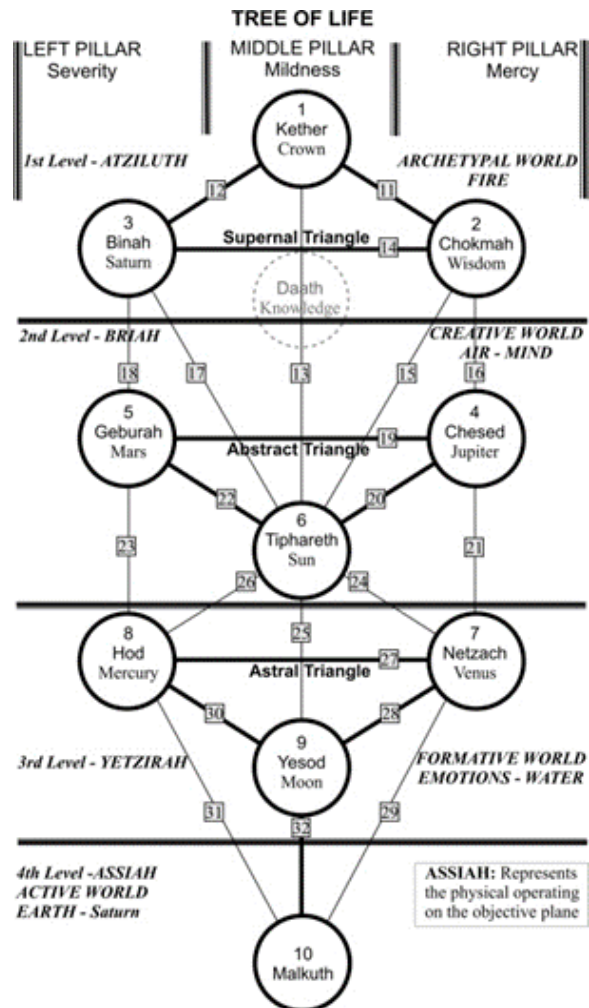 TREE OF LIFE
LEFT PILLAR
Severity
MIDDLE PILLAR
Mildness
RIGHT PILLAR
Mercy
1
Kether
Crown
1st Level - ATZILUTH
ARCHETYPAL WORLD
FIRE
12
11
3
Binah
Saturn
Supernal Triangle
14
2
Chokmah
Wisdom
Daath
Knowledge
2nd Level - BRIAH
CREATIVE WORLD
AIR - MIND
18
17
13
15
16
5
Geburah
Mars
19
Abstract Triangle
4
Chesed
Jupiter
22
20
6
Tiphareth
Sun
23
21
26
24
25
8
Hod
Mercury
27
Astral Triangle
7
Netzach
Venus
30
28
9
Yesod
Moon
3rd Level - YETZIRAH
FORMATIVE WORLD
EMOTIONS - WATER
31
32
29
4th Level -ASSIAH
ACTIVE WORLD
EARTH - Saturn
ASSIAH: Represents
the physical operating
on the objective plane
10
Malkuth